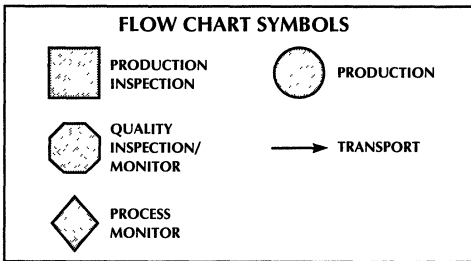 FLOW CHART SYMBOLS
PRODUCTION
INSPECTION
PRODUCTION
QUALITY
INSPECTION/
MONITOR
TRANSPORT
PROCESS
MONITOR